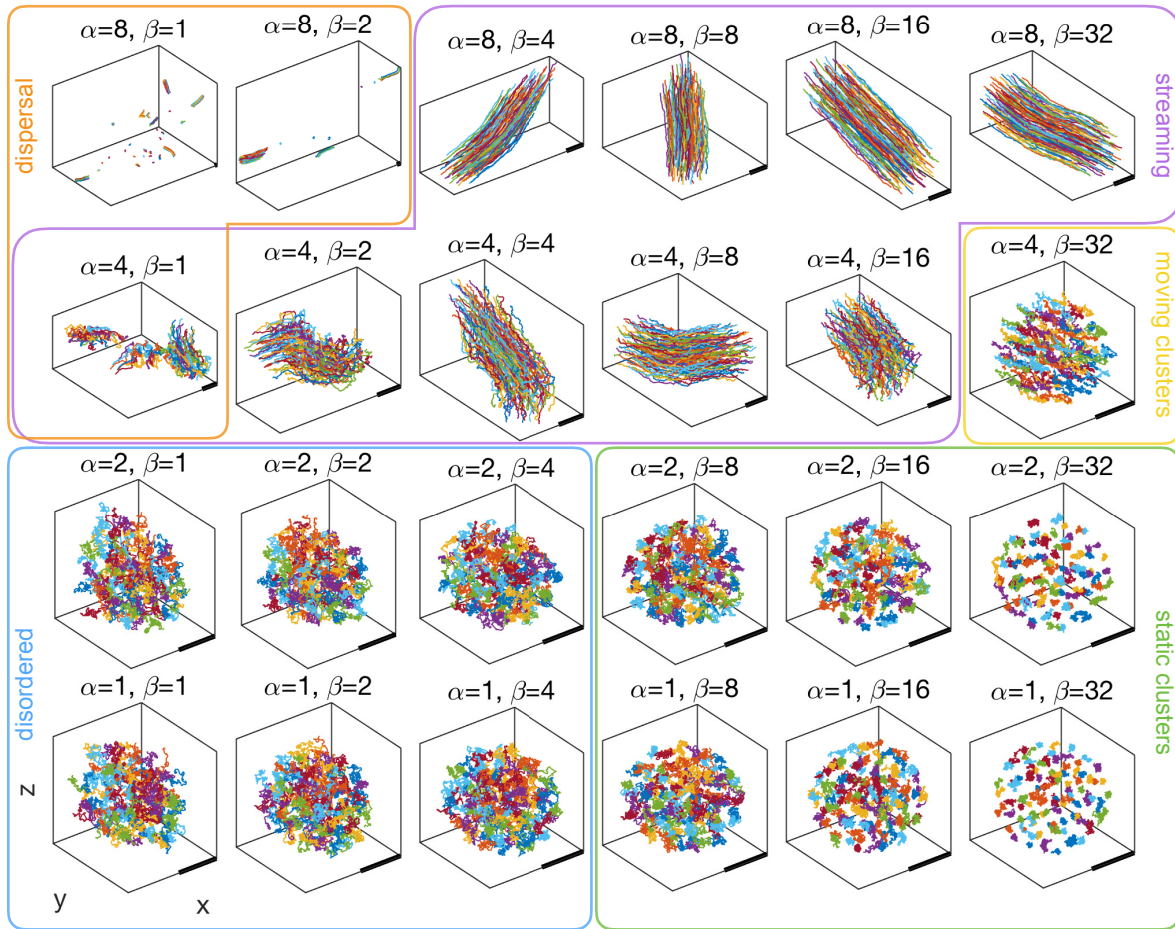 α=8, β=1
α=8, β=2
α=8, β=4
α=8, β=8
α=8, β=16
α=8, β=32
dispersal
streaming
α=4, β=1
α=4, β=2
α=4, β=4
α=4, β=8
α=4, β=16
α=4, β=32
moving clusters
α=2, β=1
α=2, β=2
α=2, β=4
α=2, β=8
α=2, β=16
α=2, β=32
disordered
static clusters
α=1, β=1
α=1, β=2
α=1, β=4
α=1, β=8
α=1, β=16
α=1, β=32
z
y
x